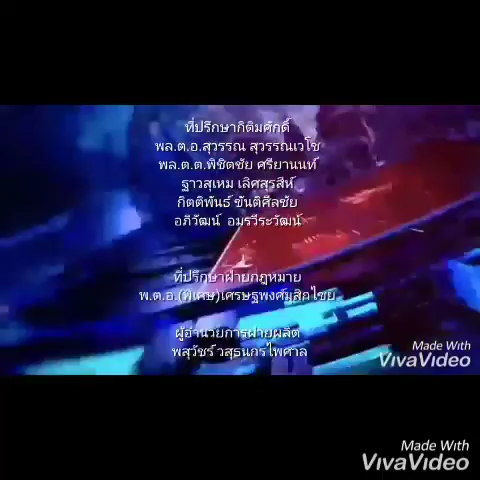 ที่ปรึกษากิติมศักดิ์
พล.ต.อ.สุวรรณ สุวรรณเวโช
พล.ต.ต.พิชิตชัย ศรียานนท์
ฐาวสุเหม เลิศสุรสีห์
กิตติพันธ์ ขันติศีลชัย
อภิวัฒน์ อมรวีระวัฒน์
ที่ปรึกษาฝ่ายกฎหมาย
พ.ต.อ.(พิเศษ)เศรษฐพงศ์มุสิกไชย
ผู้อำนวยการฝ่ายผลิต
พสุวัชร์ วสุธนกรไพศาล
Made With
VivaVideo
Made With
VivaVideo